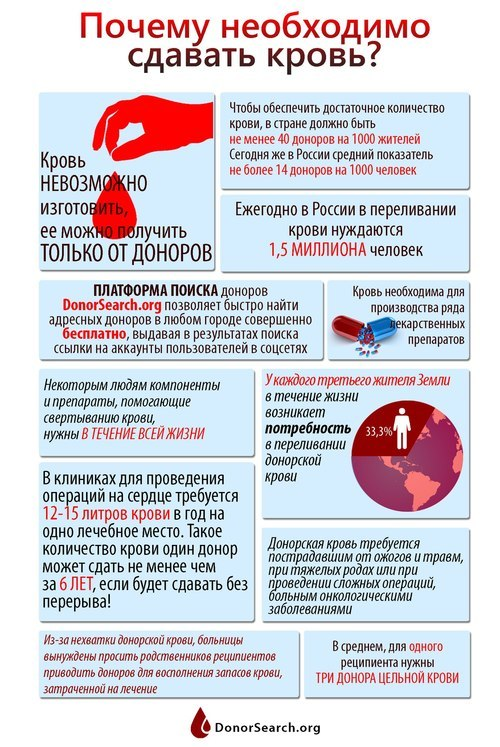 Почему необходимо
сдавать кровь?
Кровь
НЕВОЗМОЖНО
изготовить,
ее можно получить
ТОЛЬКО ОТ ДОНОРОВ
Чтобы обеспечить достаточное количество
крови, в стране должно быть
не менее 40 доноров на 1000 жителей
Сегодня же в России средний показатель
не более 14 доноров на 1000 человек
Ежегодно в России в переливании
крови нуждаются
1,5 МИЛЛИОНА человек
ПЛАТФОРМА ПОИСКА доноров
DonorSearch.org позволяет быстро найти
адресных доноров в любом городе совершенно
бесплатно, выдавая в результатах поиска
ссылки на аккаунты пользователей в соцсетях
Кровь необходима для
производства ряда
лекарственных
препаратов
Некоторым людям компоненты
и препараты, помогающие
свертыванию крови,
нужны В ТЕЧЕНИЕ ВСЕЙ ЖИЗНИ
У каждого третьего жителя Земли
в течение жизни
возникает
потребность
в переливании
донорской
крови
33,3%
В клиниках для проведения
операций на сердце требуется
12-15 литров крови в год на
одно лечебное место. Такое
количество крови один донор
может сдать не менее чем
за 6 ЛЕТ, если будет сдавать без
перерыва!
Донорская кровь требуется
пострадавшим от ожогов и травм,
при тяжелых родах или при
проведении сложных операций,
больным онкологическими
заболеваниями
Из-за нехватки донорской крови, больницы
вынуждены просить родственников реципиентов
приводить доноров для восполнения запасов крови,
затраченной на лечение
В среднем, для одного
реципиента нужны
ТРИ ДОНОРА ЦЕЛЬНОЙ КРОВИ
DonorSearch.org